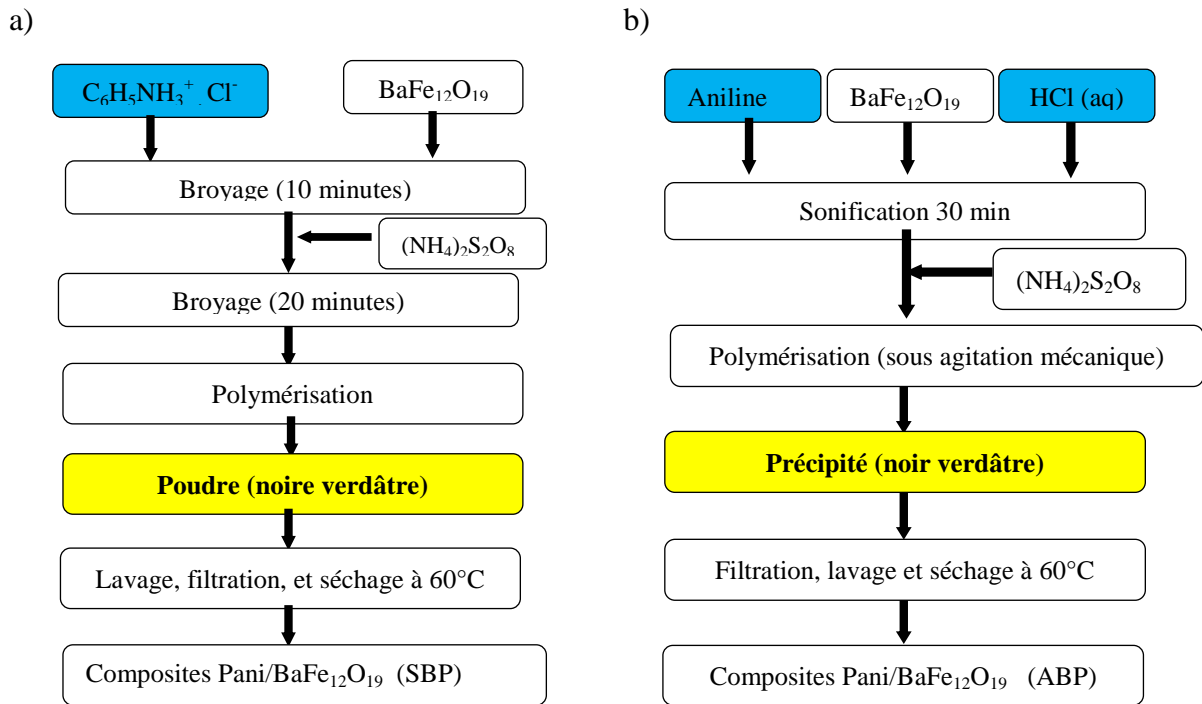 a)
C₆H₅NH₃⁺ . Cl⁻
BaFe₁₂O₁₉
Broyage (10 minutes)
(NH₄)₂S₂O₈
Broyage (20 minutes)
Polymérisation
Poudre (noire verdâtre)
Lavage, filtration, et séchage à 60°C
Composites Pani/BaFe₁₂O₁₉ (SBP)
b)
Aniline
BaFe₁₂O₁₉
HCl (aq)
Sonification 30 min
(NH₄)₂S₂O₈
Polymérisation (sous agitation mécanique)
Précipité (noir verdâtre)
Filtration, lavage et séchage à 60°C
Composites Pani/BaFe₁₂O₁₉ (ABP)